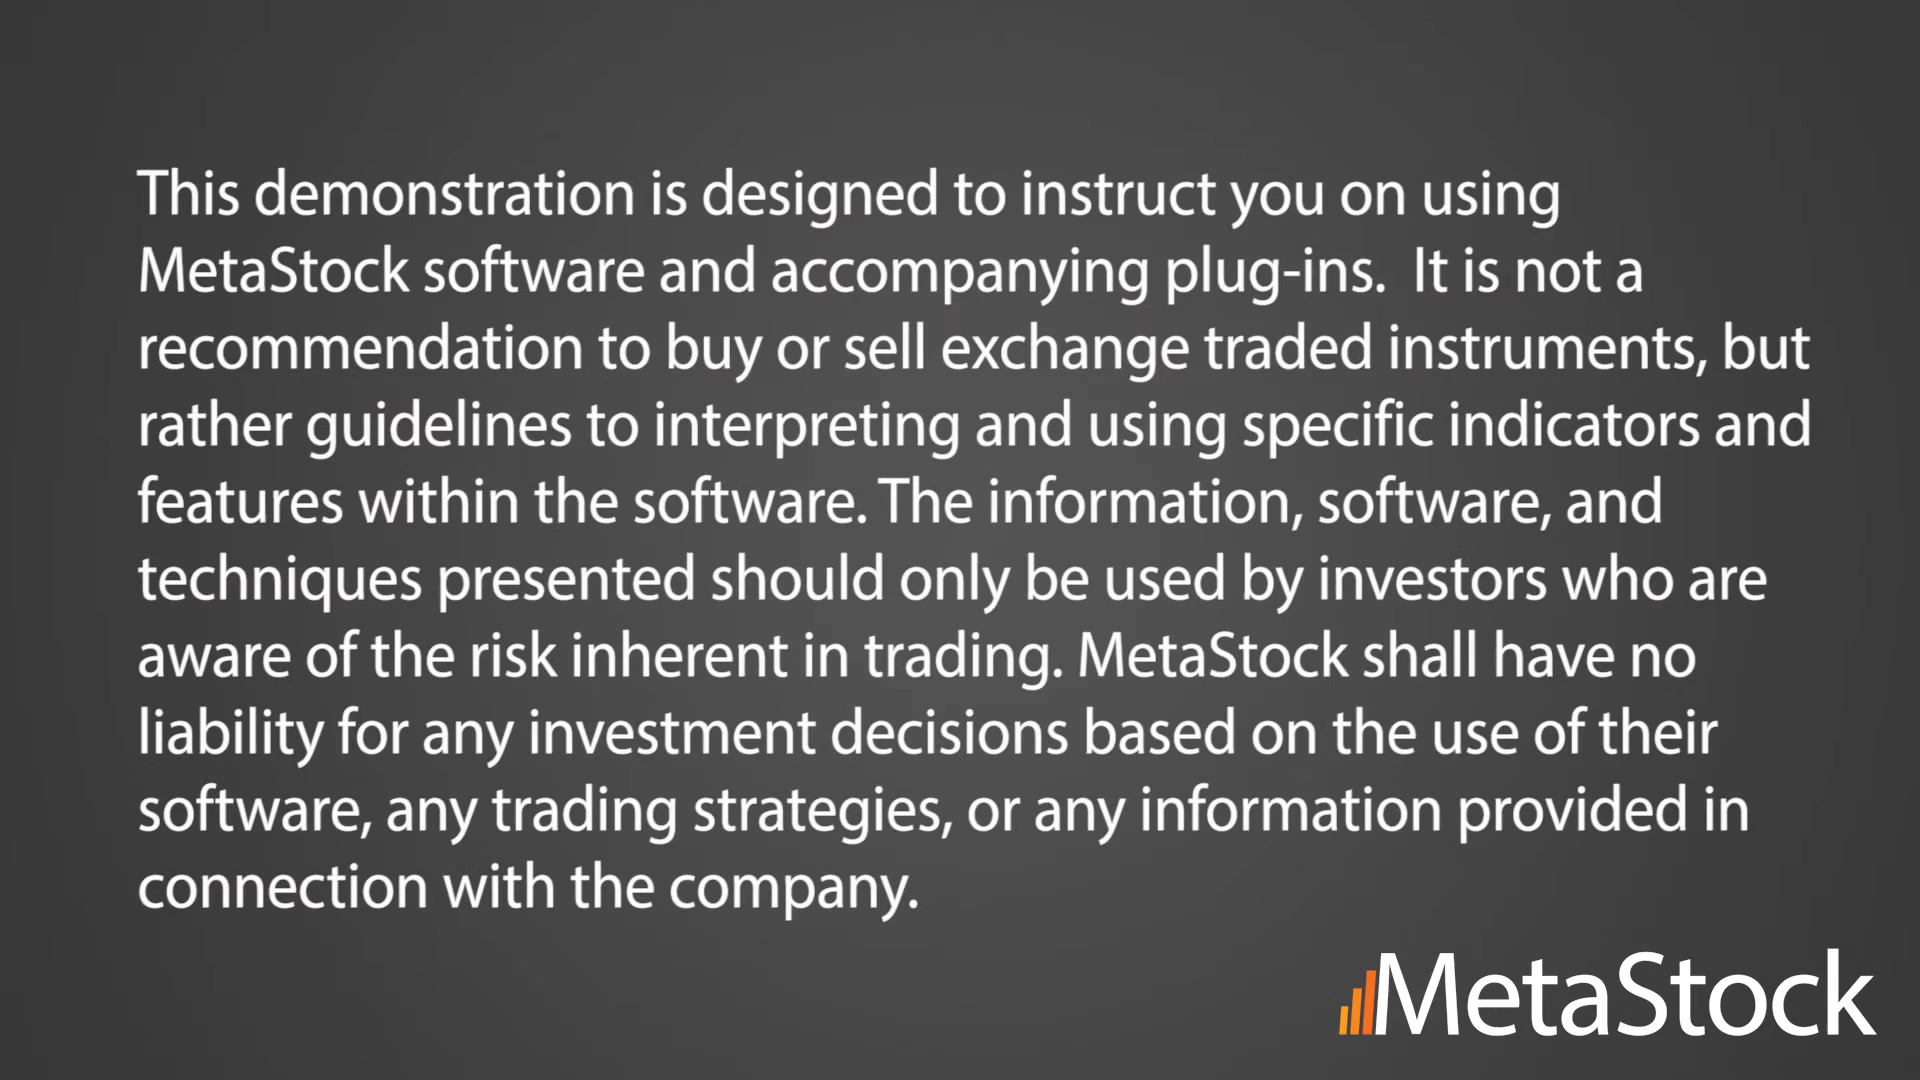 This demonstration is designed to instruct you on using
MetaStock software and accompanying plug-ins.  It is not a
recommendation to buy or sell exchange traded instruments, but
rather guidelines to interpreting and using specific indicators and
features within the software. The information, software, and
techniques presented should only be used by investors who are
aware of the risk inherent in trading. MetaStock shall have no
liability for any investment decisions based on the use of their
software, any trading strategies, or any information provided in
connection with the company.
MetaStock